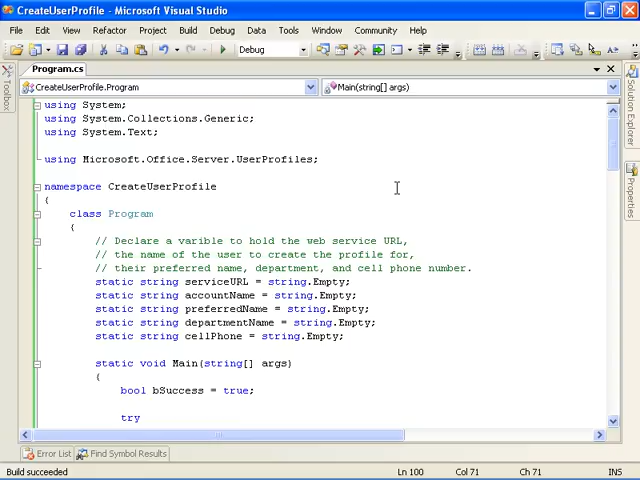 CreateUserProfile - Microsoft Visual Studio
File Edit View Refactor Project Build Debug Data Tools Window Community Help
Debug
Program.cs
CreateUserProfile.Program Main(string[] args)
Toolbox
Solution Explorer
Properties
using System;
using System.Collections.Generic;
using System.Text;
using Microsoft.Office.Server.UserProfiles;
namespace CreateUserProfile
{
class Program
{
// Declare a varible to hold the web service URL,
// the name of the user to create the profile for,
// their preferred name, department, and cell phone number.
static string serviceURL = string.Empty;
static string accountName = string.Empty;
static string preferredName = string.Empty;
static string departmentName = string.Empty;
static string cellPhone = string.Empty;
static void Main(string[] args)
{
bool bSuccess = true;
try
Error List Find Symbol Results
Build succeeded Ln 100 Col 71 Ch 71 INS